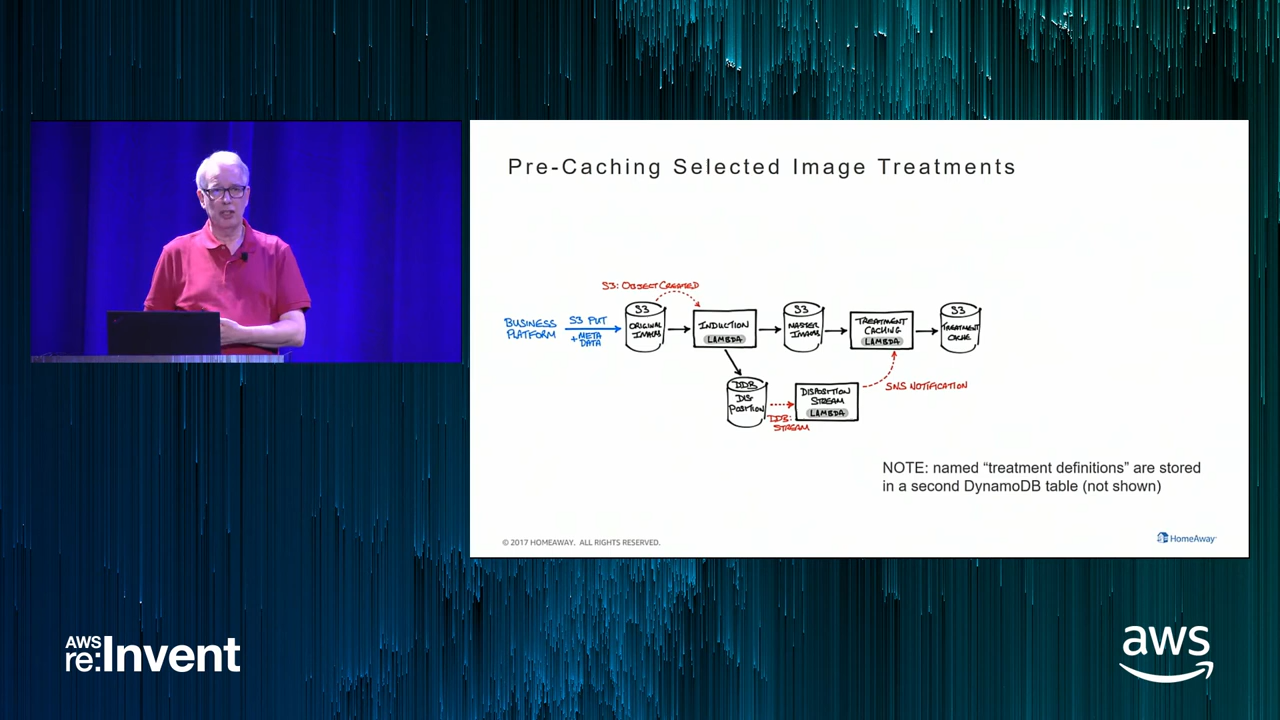 Pre-Caching Selected Image Treatments
S3: OBJECT CREATED
BUSINESS
PLATFORM
S3 PUT
+ META
DATA
S3
ORIGINAL
IMAGES
INDUCTION
LAMBDA
S3
MASTER
IMAGES
TREATMENT
CACHING
LAMBDA
S3
TREATMENT
CACHE
DDB
DIS-
POSITION
DDB:
STREAM
DISPOSITION
STREAM
LAMBDA
SNS NOTIFICATION
NOTE: named “treatment definitions” are stored
in a second DynamoDB table (not shown)
© 2017 HOMEAWAY. ALL RIGHTS RESERVED.
HomeAway
AWS
re:Invent
aws